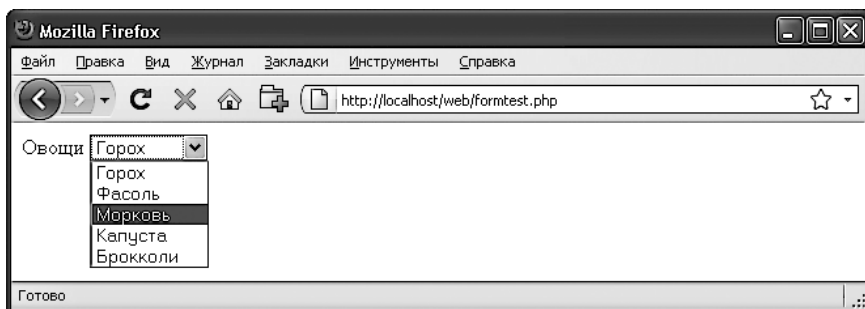 Mozilla Firefox
Файл Правка Вид Журнал Закладки Инструменты Справка
http://localhost/web/formtest.php
Овощи Горох
Горох
Фасоль
Морковь
Капуста
Брокколи
Готово